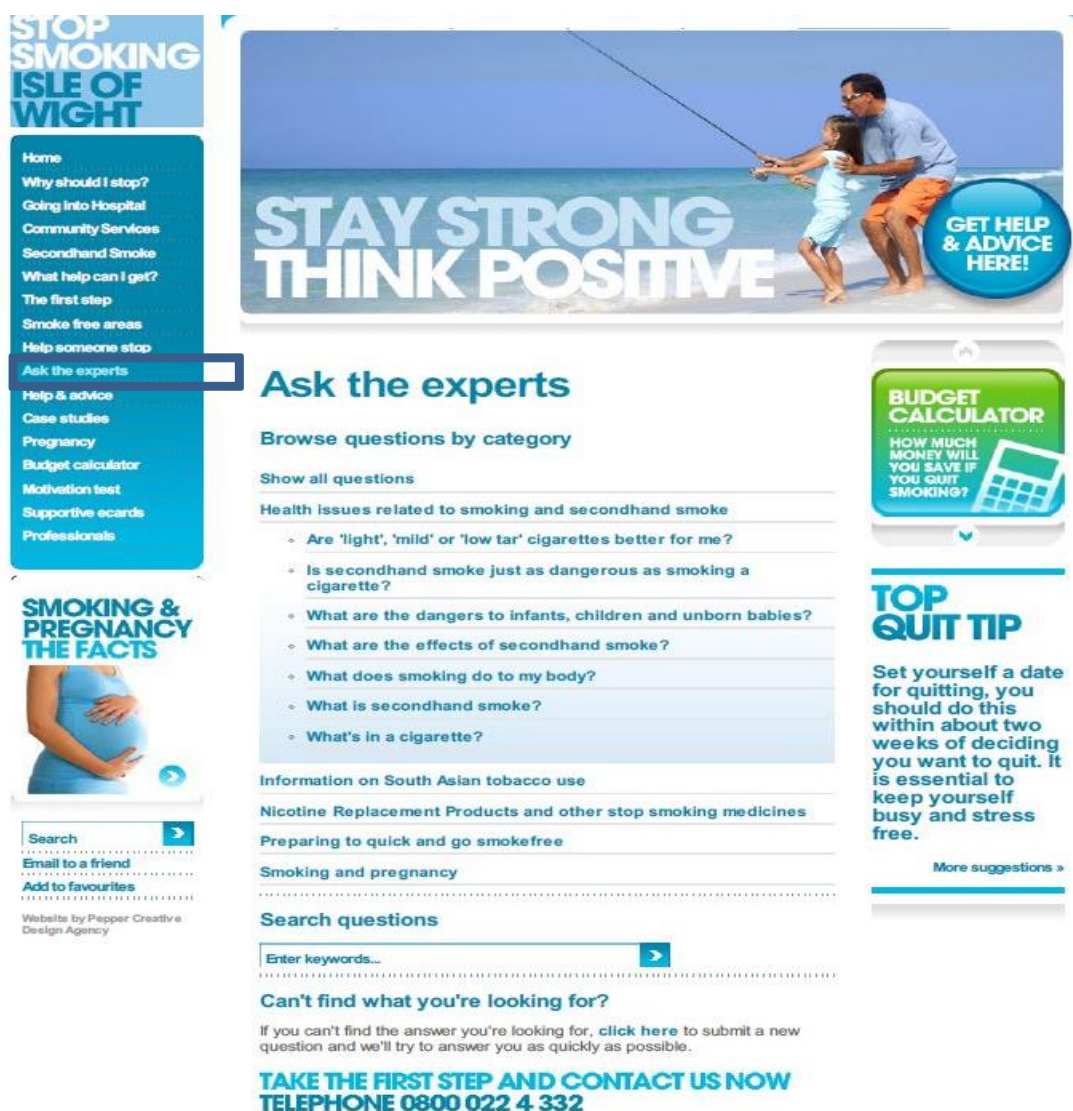 STOP
SMOKING
ISLE OF
WIGHT
Home
Why should I stop?
Going into Hospital
Community Services
Secondhand Smoke
What help can I get?
The first step
Smoke free areas
Help someone stop
Ask the experts
Help & advice
Case studies
Pregnancy
Budget calculator
Motivation test
Supportive ecards
Professionals
SMOKING &
PREGNANCY
THE FACTS
Search
Email to a friend
Add to favourites
Website by Pepper Creative
Design Agency
STAY STRONG
THINK POSITIVE
GET HELP
& ADVICE
HERE!
Ask the experts
Browse questions by category
Show all questions
Health issues related to smoking and secondhand smoke
Are 'light', 'mild' or 'low tar' cigarettes better for me?
Is secondhand smoke just as dangerous as smoking a
cigarette?
What are the dangers to infants, children and unborn babies?
What are the effects of secondhand smoke?
What does smoking do to my body?
What is secondhand smoke?
What's in a cigarette?
Information on South Asian tobacco use
Nicotine Replacement Products and other stop smoking medicines
Preparing to quick and go smokefree
Smoking and pregnancy
Search questions
Enter keywords...
Can't find what you're looking for?
If you can't find the answer you're looking for, click here to submit a new
question and we'll try to answer you as quickly as possible.
TAKE THE FIRST STEP AND CONTACT US NOW
TELEPHONE 0800 022 4 332
BUDGET
CALCULATOR
HOW MUCH
MONEY WILL
YOU SAVE IF
YOU QUIT
SMOKING?
TOP
QUIT TIP
Set yourself a date
for quitting, you
should do this
within about two
weeks of deciding
you want to quit. It
is essential to
keep yourself
busy and stress
free.
More suggestions »